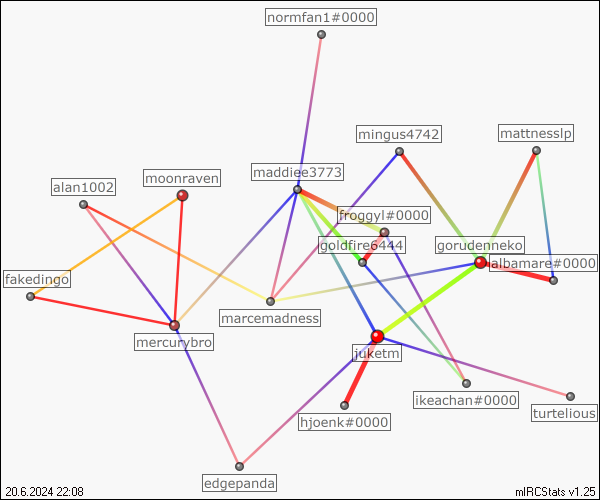 normfan1#0000
mingus4742
mattnesslp
maddiee3773
moonraven
alan1002
froggyl#0000
goldfire6444
gorudenneko
albamare#0000
fakedingo
marcemadness
mercurybro
juketm
ikeachan#0000
turtelious
hjoenk#0000
edgepanda
20.6.2024 22:08
mIRCStats v1.25